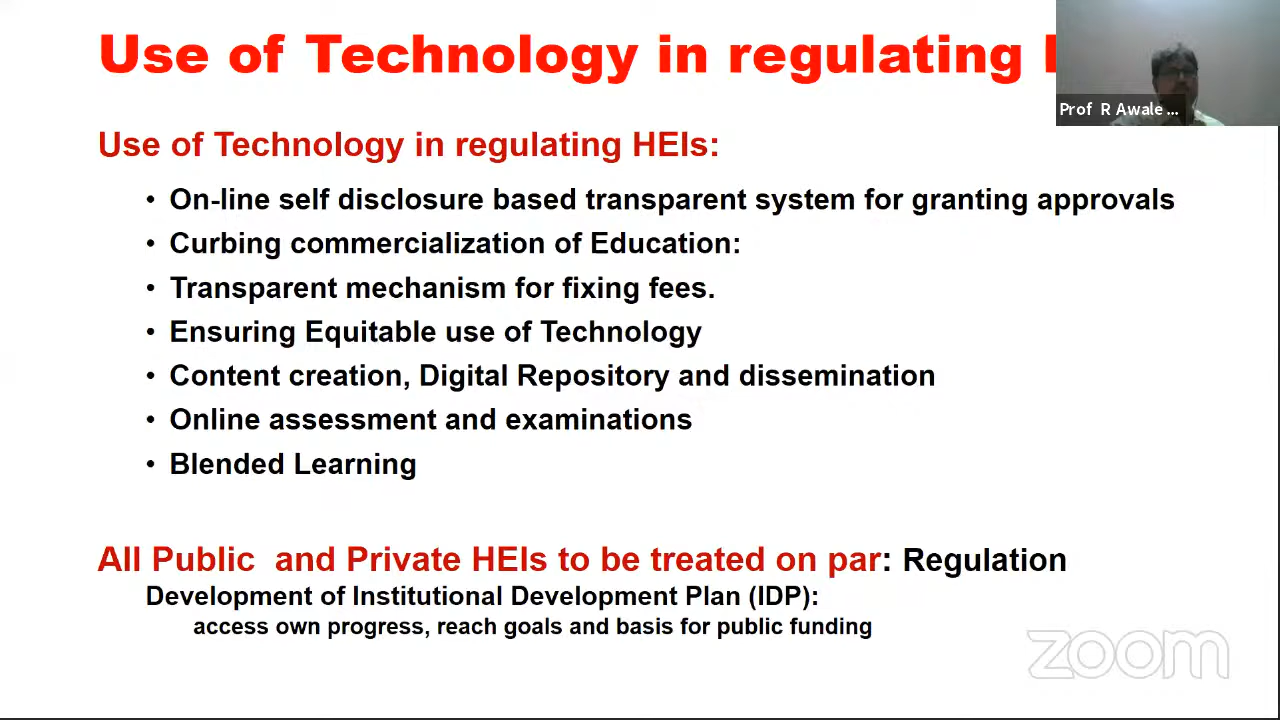 Use of Technology in regulating
Prof R Awale ...
Use of Technology in regulating HEIs:
• On-line self disclosure based transparent system for granting approvals
• Curbing commercialization of Education:
• Transparent mechanism for fixing fees.
• Ensuring Equitable use of Technology
• Content creation, Digital Repository and dissemination
• Online assessment and examinations
• Blended Learning
All Public and Private HEIs to be treated on par: Regulation
Development of Institutional Development Plan (IDP):
access own progress, reach goals and basis for public funding
zoom